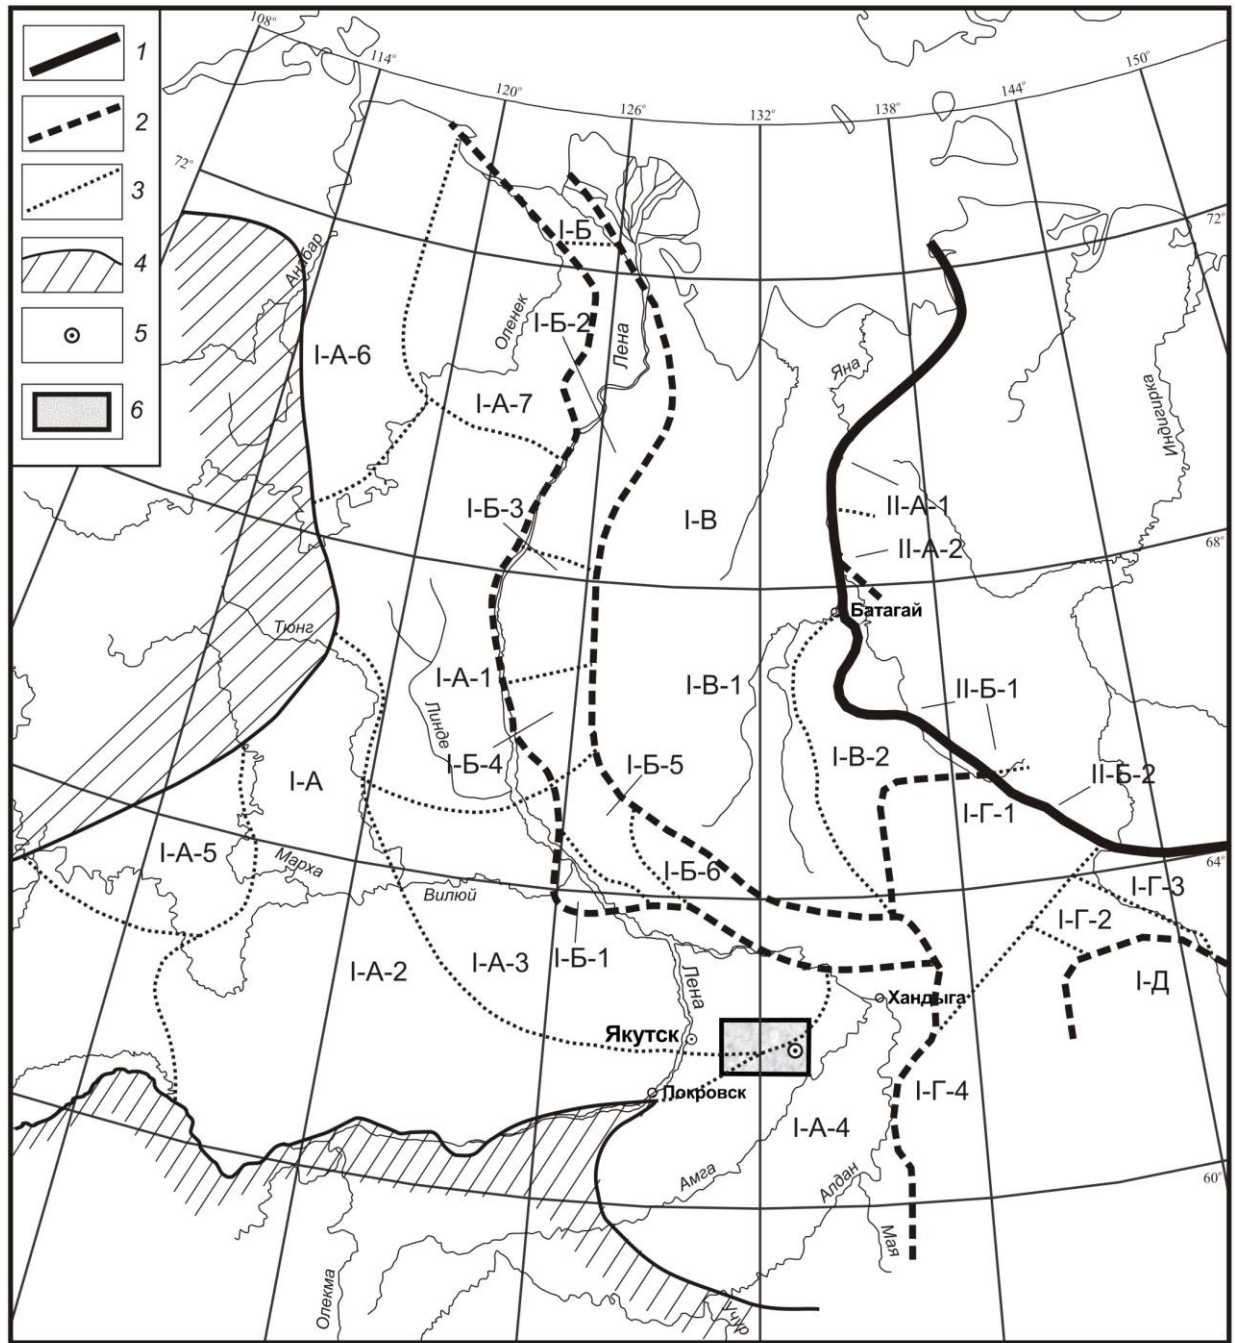 1
2
3
4
5
6
108°
114°
120°
126°
132°
138°
144°
150°
72°
72°
Анабар
I-Б
Оленек
I-Б-2
Лена
Яна
Индигирка
I-А-6
I-А-7
II-А-1
I-Б-3
I-В
II-А-2
68°
Батагай
Тюнг
I-А-1
I-В-1
II-Б-1
Линде
I-Б-4
I-Б-5
I-В-2
II-Б-2
I-А
I-Г-1
I-А-5
Марха
Вилюй
I-Б-6
64°
I-Г-3
I-Г-2
I-А-2
I-А-3
I-Б-1
Лена
I-Д
Хандыга
Якутск
Покровск
I-Г-4
I-А-4
Амга
Алдан
60°
Мая
Олекма
Учур